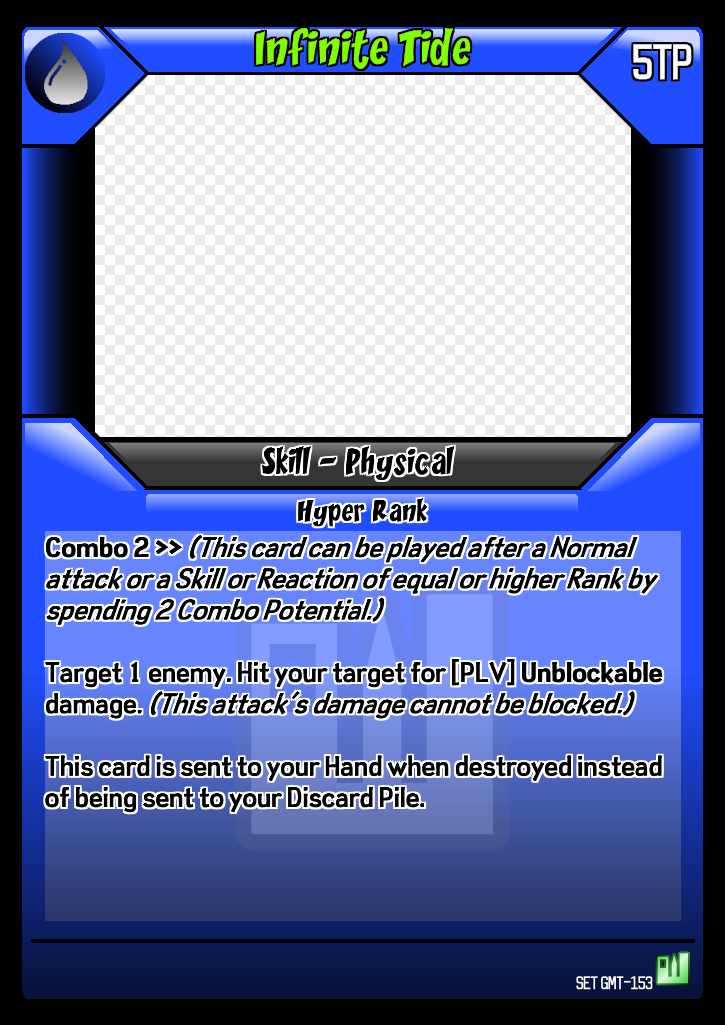 Infinite Tide
5TP
Skill - Physical
Hyper Rank
Combo 2 >> (This card can be played after a Normal
attack or a Skill or Reaction of equal or higher Rank by
spending 2 Combo Potential.)
Target 1 enemy. Hit your target for [PLV] Unblockable
damage. (This attack's damage cannot be blocked.)
This card is sent to your Hand when destroyed instead
of being sent to your Discard Pile.
SET GMT-153